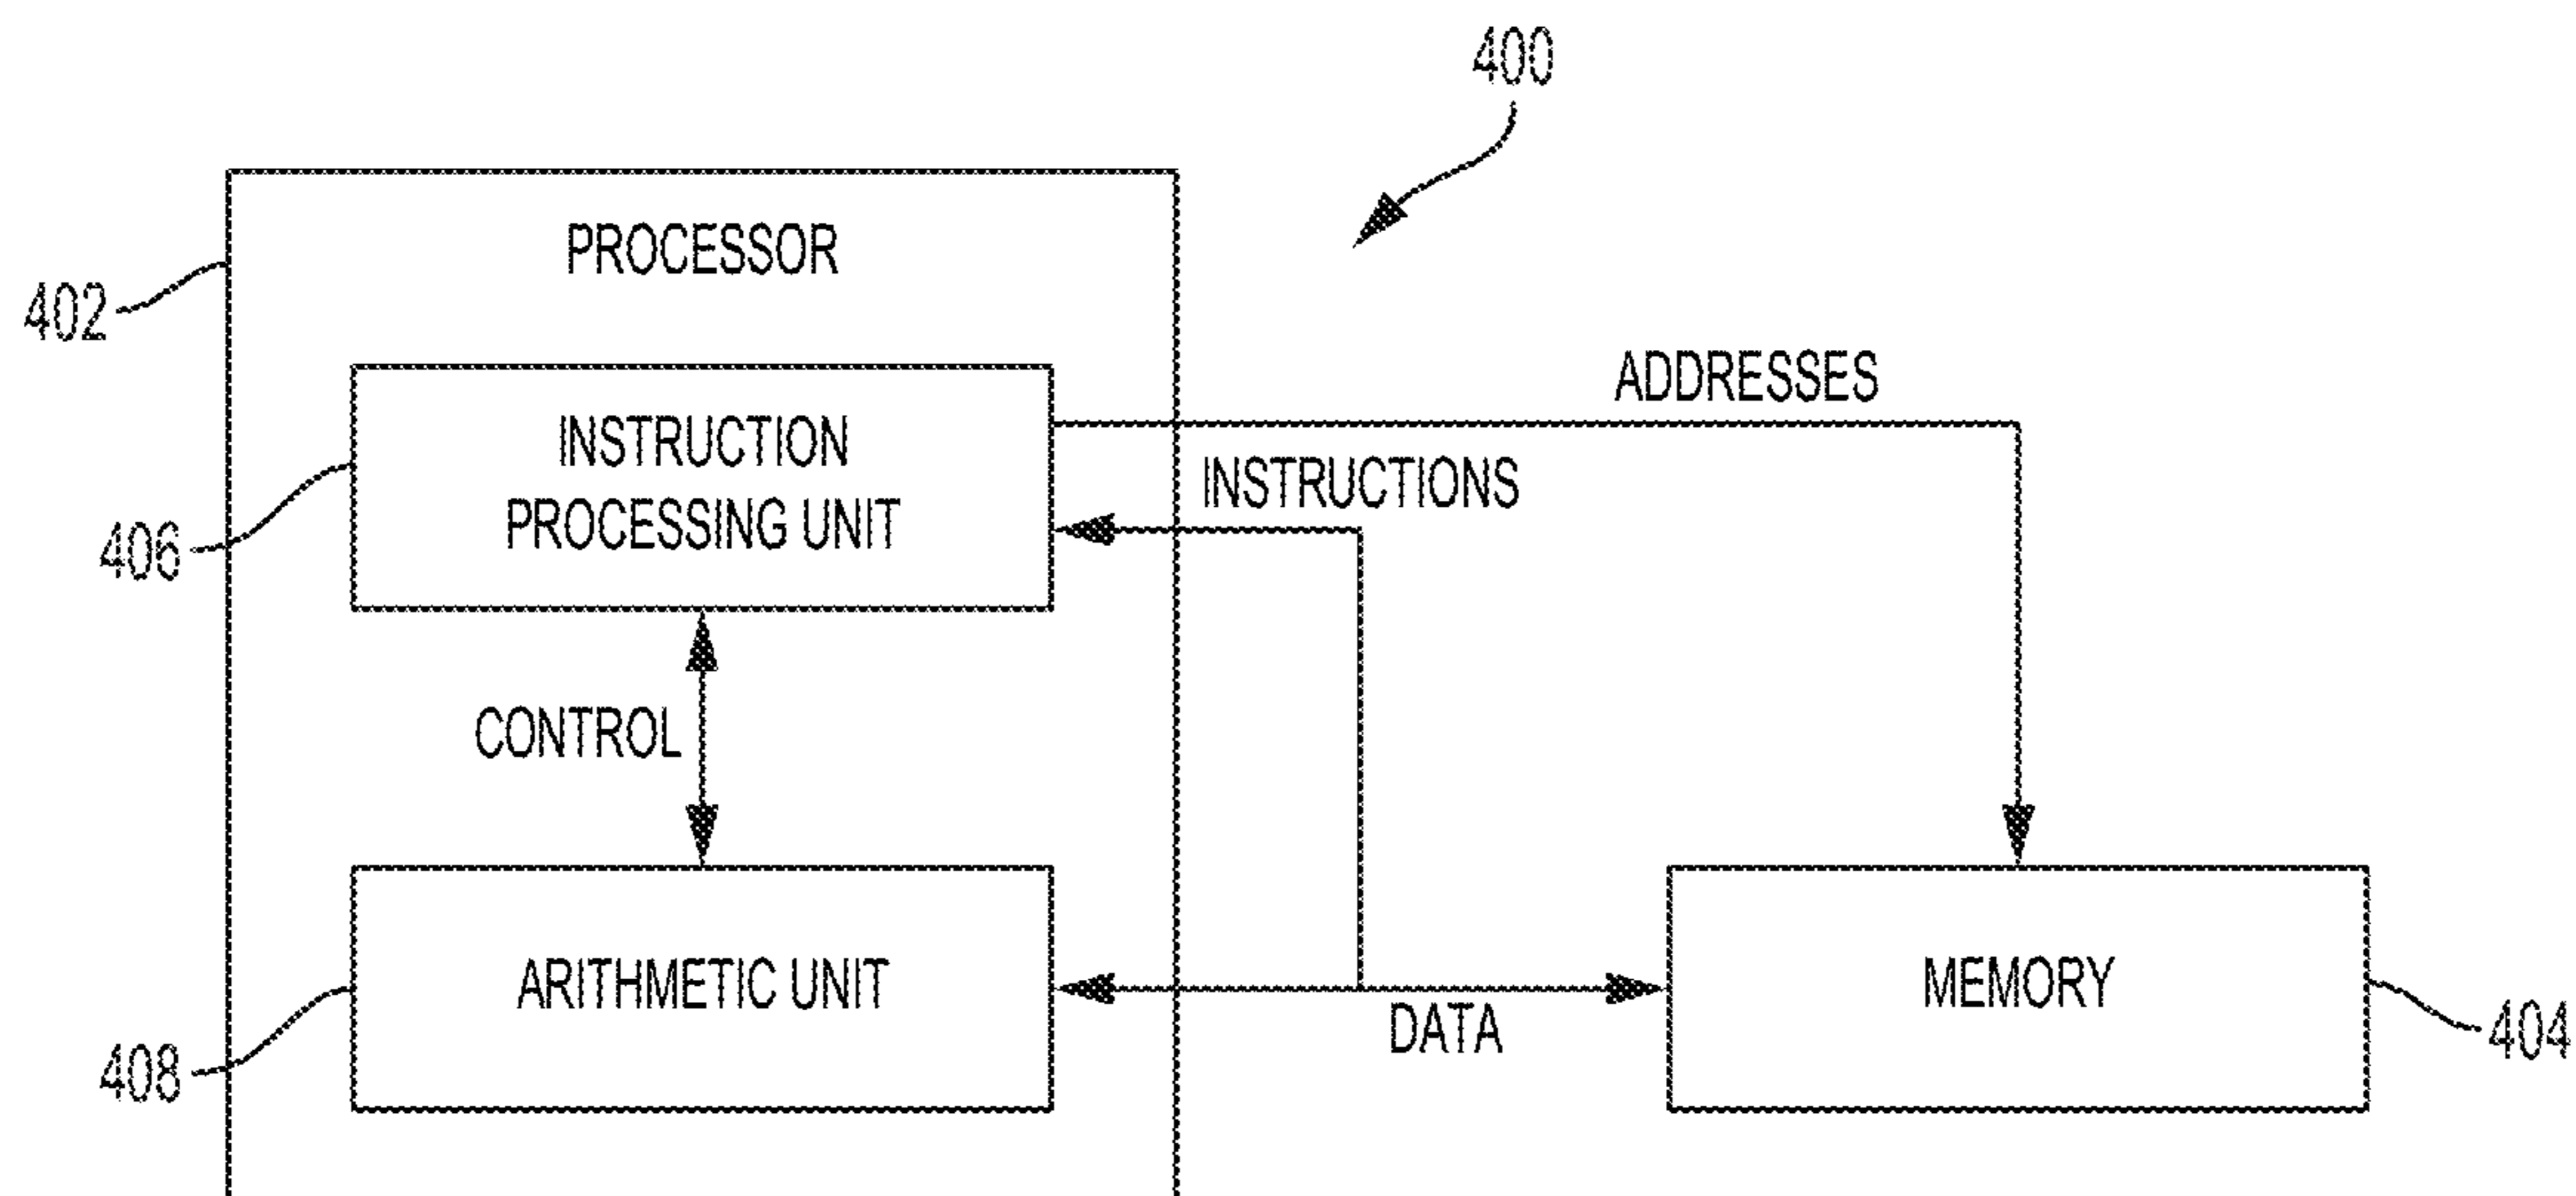 400
PROCESSOR
402
ADDRESSES
INSTRUCTION
PROCESSING UNIT
INSTRUCTIONS
406
CONTROL
ARITHMETIC UNIT
MEMORY
DATA
404
408